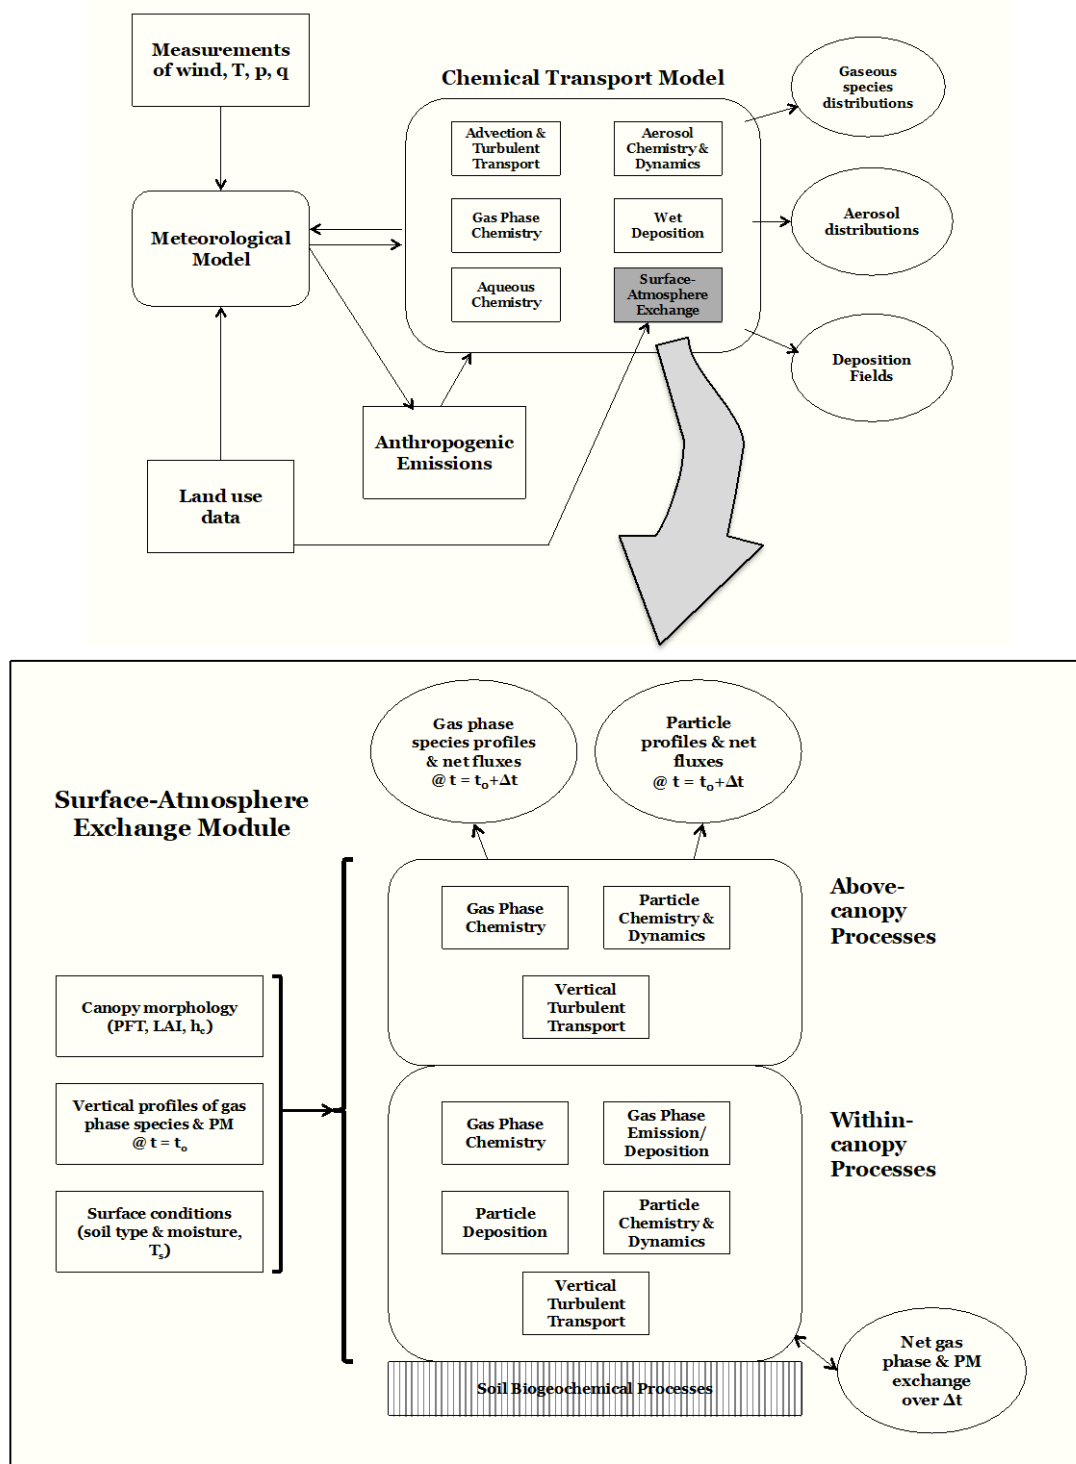 Measurements
of wind, T, p, q
Chemical Transport Model
Gaseous
species
distributions
Advection &
Turbulent
Transport
Aerosol
Chemistry &
Dynamics
Meteorological
Model
Gas Phase
Chemistry
Wet
Deposition
Aerosol
distributions
Aqueous
Chemistry
Surface-
Atmosphere
Exchange
Deposition
Fields
Anthropogenic
Emissions
Land use
data
Gas phase
species profiles
& net fluxes
@ t = tₒ+Δt
Particle
profiles & net
fluxes
@ t = tₒ+Δt
Surface-Atmosphere
Exchange Module
Gas Phase
Chemistry
Particle
Chemistry &
Dynamics
Vertical
Turbulent
Transport
Above-
canopy
Processes
Canopy morphology
(PFT, LAI, h꜀)
Vertical profiles of gas
phase species & PM
@ t = tₒ
Surface conditions
(soil type & moisture,
Tₛ)
Gas Phase
Chemistry
Gas Phase
Emission/
Deposition
Particle
Deposition
Particle
Chemistry &
Dynamics
Vertical
Turbulent
Transport
Within-
canopy
Processes
Soil Biogeochemical Processes
Net gas
phase & PM
exchange
over Δt